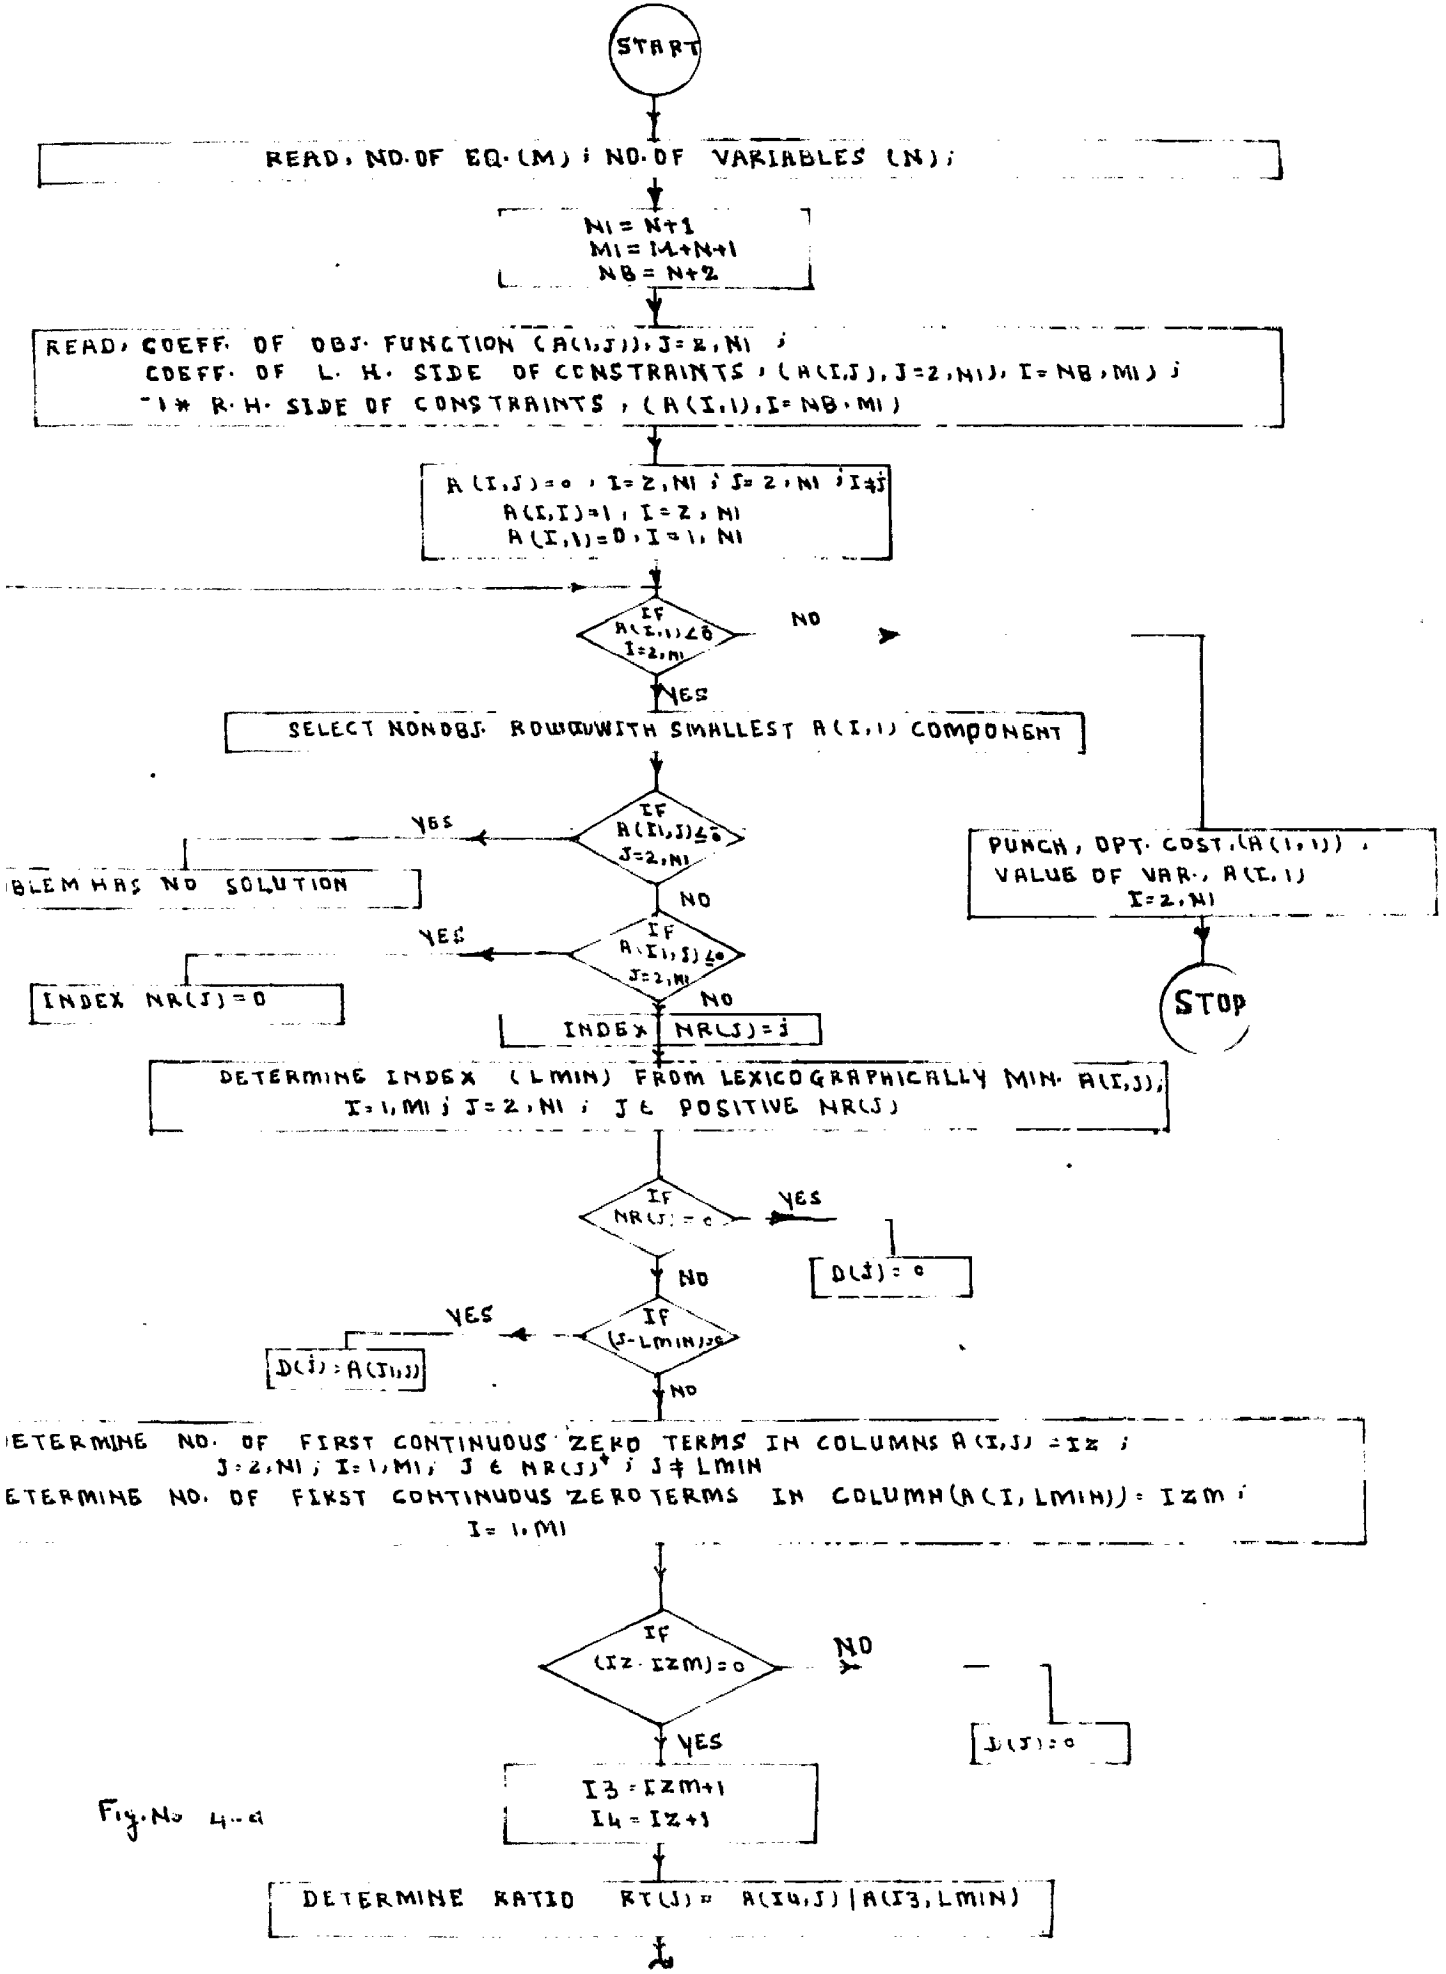 START
READ, NO. OF EQ. (M) ; NO. OF VARIABLES (N) ;
N1 = N+1
M1 = M+N+1
NB = N+2
READ, COEFF. OF OBJ. FUNCTION (A(1,J)), J=2, N1 ;
COEFF. OF L. H. SIDE OF CONSTRAINTS, (A(I,J), J=2,N1), I=NB,M1) ;
-1* R.H. SIDE OF CONSTRAINTS, (A(I,1), I=NB,M1)
A(I,J)=0, I=2,N1 ; J=2,N1 ; I≠j
A(I,I)=1, I=2,N1
A(I,1)=0, I=1,N1
IF
A(I,1)<0
I=2,M1
NO
YES
SELECT NONOBJ. ROW WITH SMALLEST A(I,1) COMPONENT
IF
A(I1,J)≤0
J=2,N1
YES
BLEM HAS NO SOLUTION
NO
PUNCH, OPT. COST, (A(1,1)),
VALUE OF VAR., A(I,1)
I=2,N1
STOP
IF
A(I1,J)≤0
J=2,N1
YES
INDEX NR(J)=0
NO
INDEX NR(J)=j
DETERMINE INDEX (LMIN) FROM LEXICOGRAPHICALLY MIN. A(I,J),
I=1,M1 ; J=2,N1 ; J ε POSITIVE NR(J)
IF
NR(J)=0
YES
D(j)=0
NO
IF
(J-LMIN)=0
YES
D(j)=A(J1,J)
NO
ETERMINE NO. OF FIRST CONTINUOUS ZERO TERMS IN COLUMNS A(I,J) = IZ ;
J=2,N1 ; I=1,M1, J ε NR(J)+ ; J≠LMIN
ETERMINE NO. OF FIRST CONTINUOUS ZERO TERMS IN COLUMN(A(I,LMIN)) = IZM ;
I=1,M1
IF
(IZ-IZM)=0
NO
D(J)=0
YES
I3=IZM+1
I4=IZ+1
Fig.No 4-a
DETERMINE RATIO RT(J)= A(I4,J)|A(I3,LMIN)